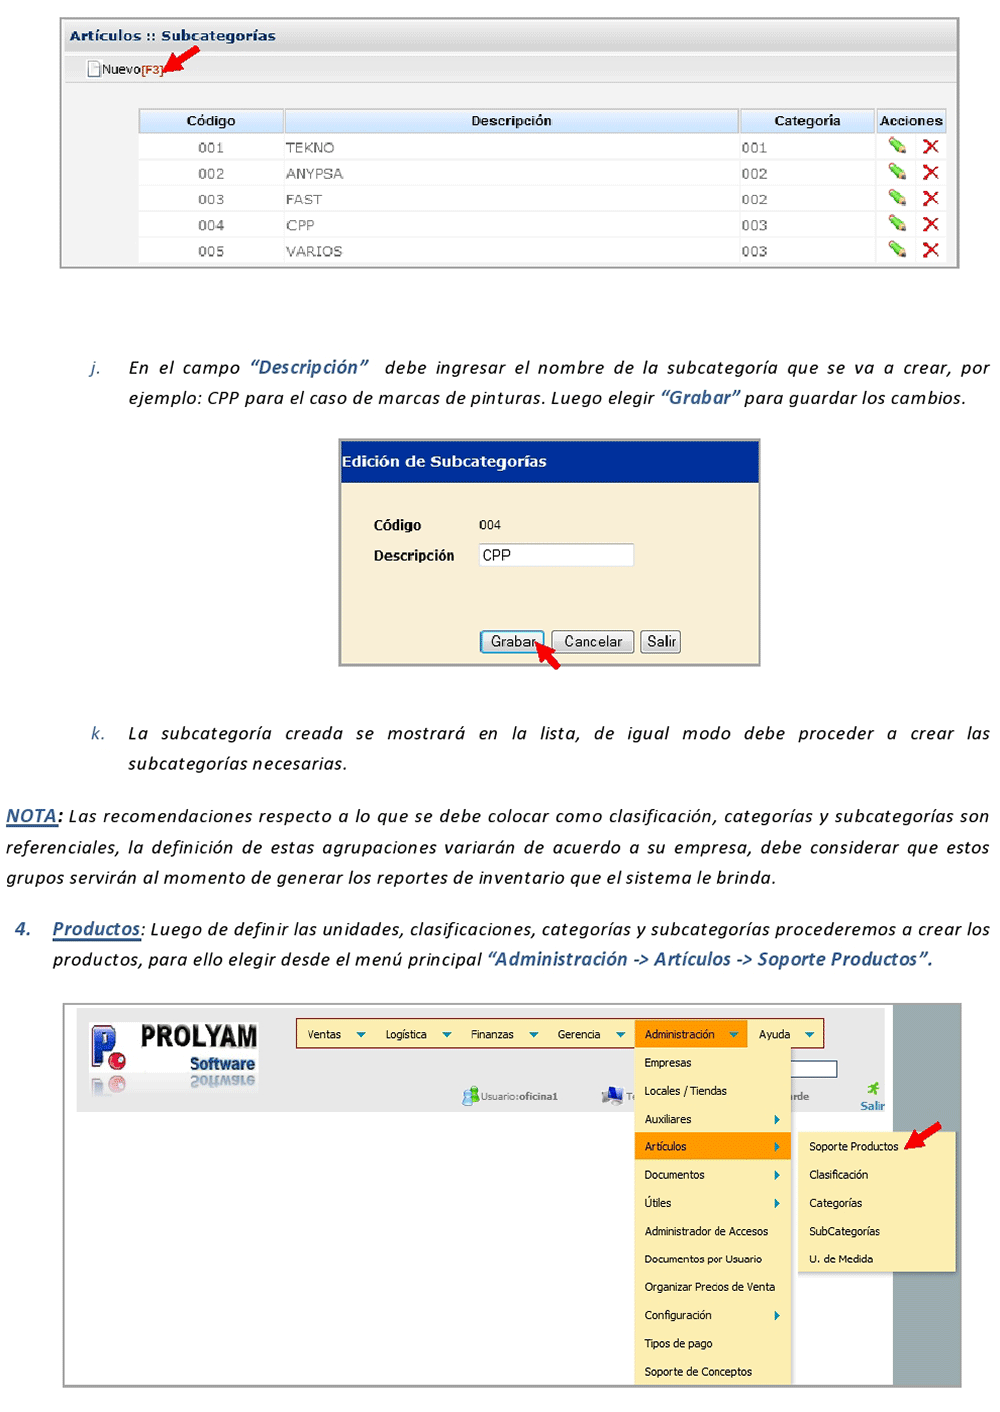 Artículos :: Subcategorías
Nuevo[F3]
Código Descripción Categoría Acciones
001 TEKNO 001
002 ANYPSA 002
003 FAST 002
004 CPP 003
005 VARIOS 003
j. En el campo “Descripción” debe ingresar el nombre de la subcategoría que se va a crear, por
ejemplo: CPP para el caso de marcas de pinturas. Luego elegir “Grabar” para guardar los cambios.
Edición de Subcategorías
Código 004
Descripción CPP
Grabar Cancelar Salir
k. La subcategoría creada se mostrará en la lista, de igual modo debe proceder a crear las
subcategorías necesarias.
NOTA: Las recomendaciones respecto a lo que se debe colocar como clasificación, categorías y subcategorías son
referenciales, la definición de estas agrupaciones variarán de acuerdo a su empresa, debe considerar que estos
grupos servirán al momento de generar los reportes de inventario que el sistema le brinda.
4. Productos: Luego de definir las unidades, clasificaciones, categorías y subcategorías procederemos a crear los
productos, para ello elegir desde el menú principal “Administración -> Artículos -> Soporte Productos”.
PROLYAM
Software
Ventas Logística Finanzas Gerencia Administración Ayuda
Usuario:oficina1
Salir
Empresas
Locales / Tiendas
Auxiliares
Artículos
Documentos
Útiles
Administrador de Accesos
Documentos por Usuario
Organizar Precios de Venta
Configuración
Tipos de pago
Soporte de Conceptos
Soporte Productos
Clasificación
Categorías
SubCategorías
U. de Medida